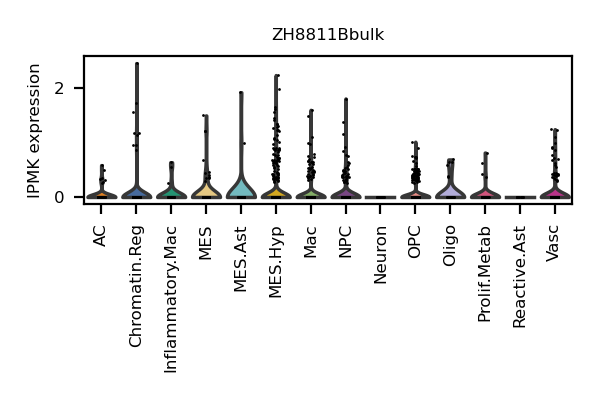 ZH8811Bbulk
IPMK expression
2
0
AC
Chromatin.Reg
Inflammatory.Mac
MES
MES.Ast
MES.Hyp
Mac
NPC
Neuron
OPC
Oligo
Prolif.Metab
Reactive.Ast
Vasc